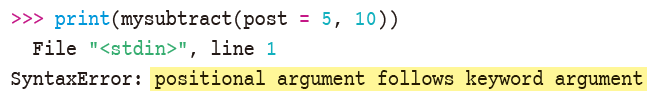 >>> print(mysubtract(post = 5, 10))
  File "<stdin>", line 1
SyntaxError: positional argument follows keyword argument